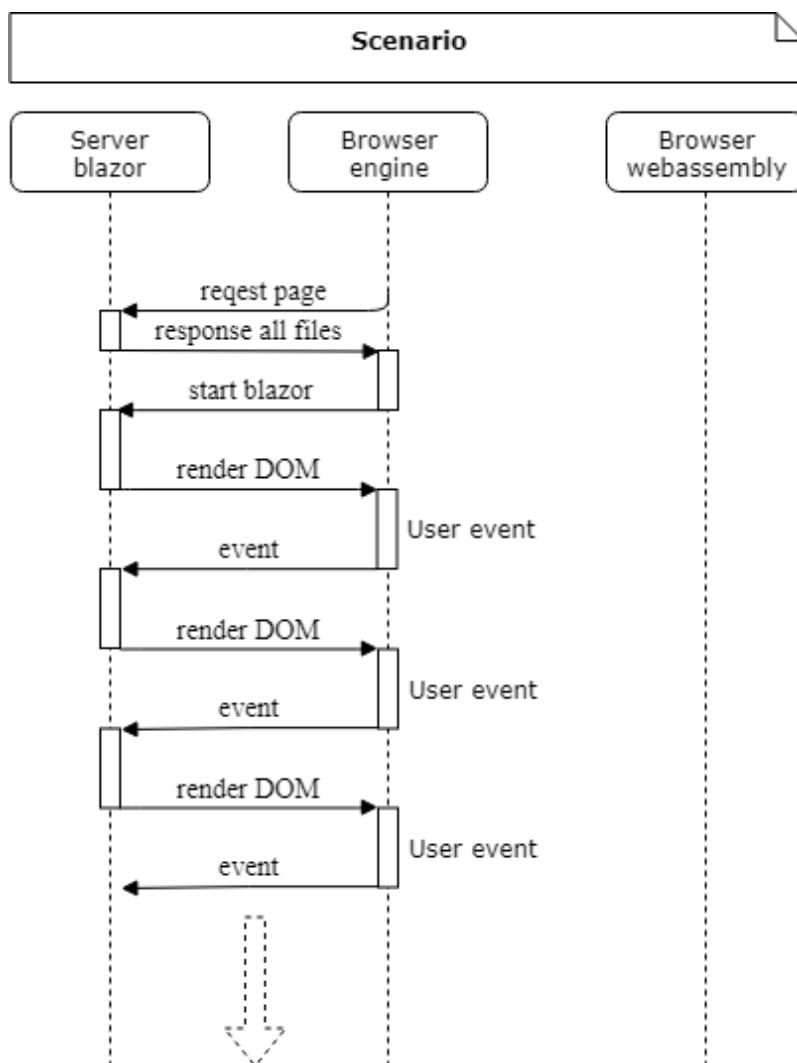 Scenario
Server
blazor
Browser
engine
Browser
webassembly
reqest page
response all files
start blazor
render DOM
User event
event
render DOM
User event
event
render DOM
User event
event